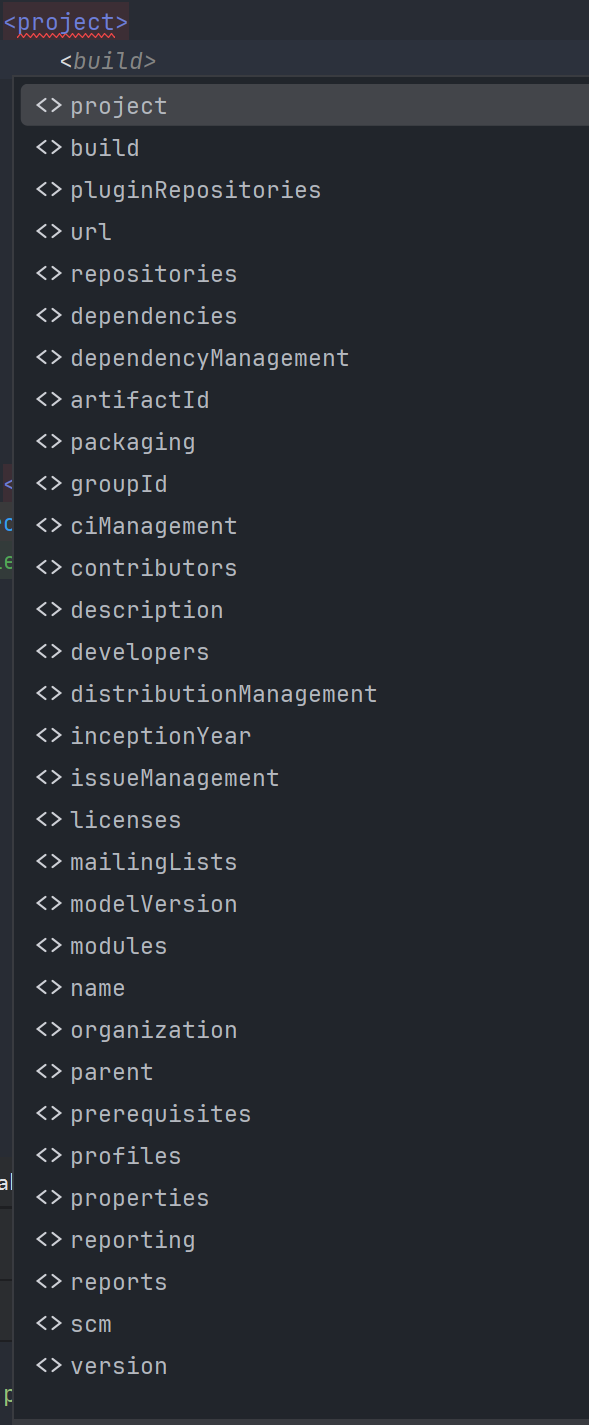 <project>
<build>
<> project
<> build
<> pluginRepositories
<> url
<> repositories
<> dependencies
<> dependencyManagement
<> artifactId
<> packaging
<> groupId
<> ciManagement
<> contributors
<> description
<> developers
<> distributionManagement
<> inceptionYear
<> issueManagement
<> licenses
<> mailingLists
<> modelVersion
<> modules
<> name
<> organization
<> parent
<> prerequisites
<> profiles
<> properties
<> reporting
<> reports
<> scm
<> version